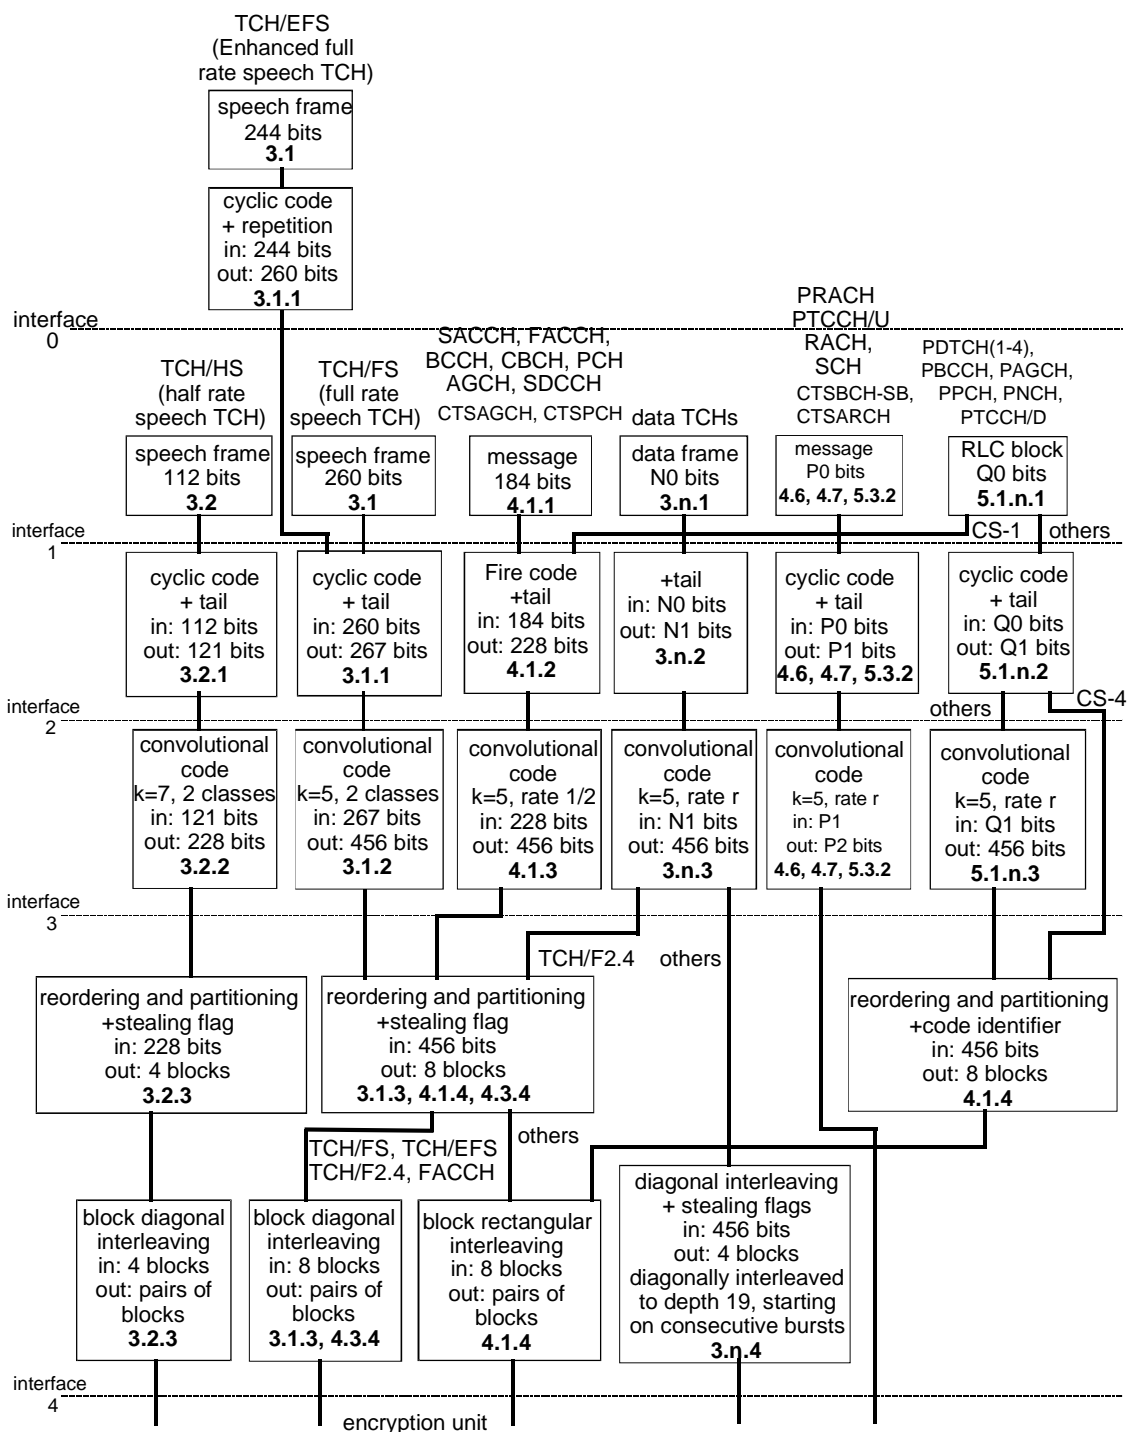 TCH/EFS
(Enhanced full
rate speech TCH)
speech frame
244 bits
3.1
cyclic code
+ repetition
in: 244 bits
out: 260 bits
3.1.1
interface
0
TCH/HS
(half rate
speech TCH)
TCH/FS
(full rate
speech TCH)
SACCH, FACCH,
BCCH, CBCH, PCH
AGCH, SDCCH
CTSAGCH, CTSPCH
data TCHs
PRACH
PTCCH/U
RACH,
SCH
CTSBCH-SB,
CTSARCH
PDTCH(1-4),
PBCCH, PAGCH,
PPCH, PNCH,
PTCCH/D
speech frame
112 bits
3.2
speech frame
260 bits
3.1
message
184 bits
4.1.1
data frame
N0 bits
3.n.1
message
P0 bits
4.6, 4.7, 5.3.2
RLC block
Q0 bits
5.1.n.1
interface
1
CS-1
others
cyclic code
+ tail
in: 112 bits
out: 121 bits
3.2.1
cyclic code
+ tail
in: 260 bits
out: 267 bits
3.1.1
Fire code
+tail
in: 184 bits
out: 228 bits
4.1.2
+tail
in: N0 bits
out: N1 bits
3.n.2
cyclic code
+ tail
in: P0 bits
out: P1 bits
4.6, 4.7, 5.3.2
cyclic code
+ tail
in: Q0 bits
out: Q1 bits
5.1.n.2
interface
2
others
CS-4
convolutional
code
k=7, 2 classes
in: 121 bits
out: 228 bits
3.2.2
convolutional
code
k=5, 2 classes
in: 267 bits
out: 456 bits
3.1.2
convolutional
code
k=5, rate 1/2
in: 228 bits
out: 456 bits
4.1.3
convolutional
code
k=5, rate r
in: N1 bits
out: 456 bits
3.n.3
convolutional
code
k=5, rate r
in: P1
out: P2 bits
4.6, 4.7, 5.3.2
convolutional
code
k=5, rate r
in: Q1 bits
out: 456 bits
5.1.n.3
interface
3
TCH/F2.4
others
reordering and partitioning
+stealing flag
in: 228 bits
out: 4 blocks
3.2.3
reordering and partitioning
+stealing flag
in: 456 bits
out: 8 blocks
3.1.3, 4.1.4, 4.3.4
reordering and partitioning
+code identifier
in: 456 bits
out: 8 blocks
4.1.4
TCH/FS, TCH/EFS
TCH/F2.4, FACCH
others
block diagonal
interleaving
in: 4 blocks
out: pairs of
blocks
3.2.3
block diagonal
interleaving
in: 8 blocks
out: pairs of
blocks
3.1.3, 4.3.4
block rectangular
interleaving
in: 8 blocks
out: pairs of
blocks
4.1.4
diagonal interleaving
+ stealing flags
in: 456 bits
out: 4 blocks
diagonally interleaved
to depth 19, starting
on consecutive bursts
3.n.4
interface
4
encryption unit